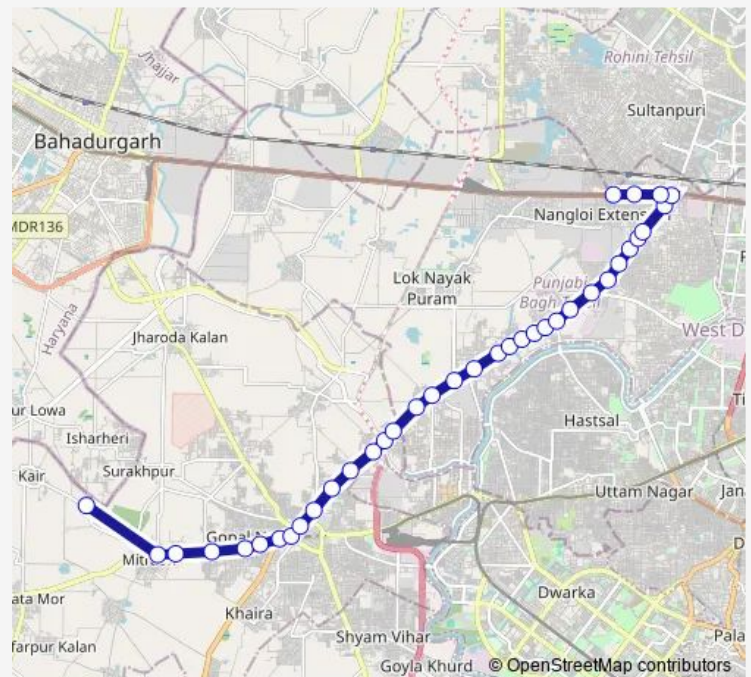 Rohini Tehsil
Jhajjar
Sultanpuri
Bahadurgarh
MDR136
Nangloi Extens
Lok Nayak
Puram
Punjabi
Bagh
Haryana
Jharoda Kalan
West D
ur Lowa
Isharheri
Hastsal
Kair
Surakhpur
Uttam Nagar
Jan
Gopal N
Mit
ata Mor
Dwarka
Khaira
farpur Kalan
Shyam Vihar
Pala
Goyla Khurd
© OpenStreetMap contributors